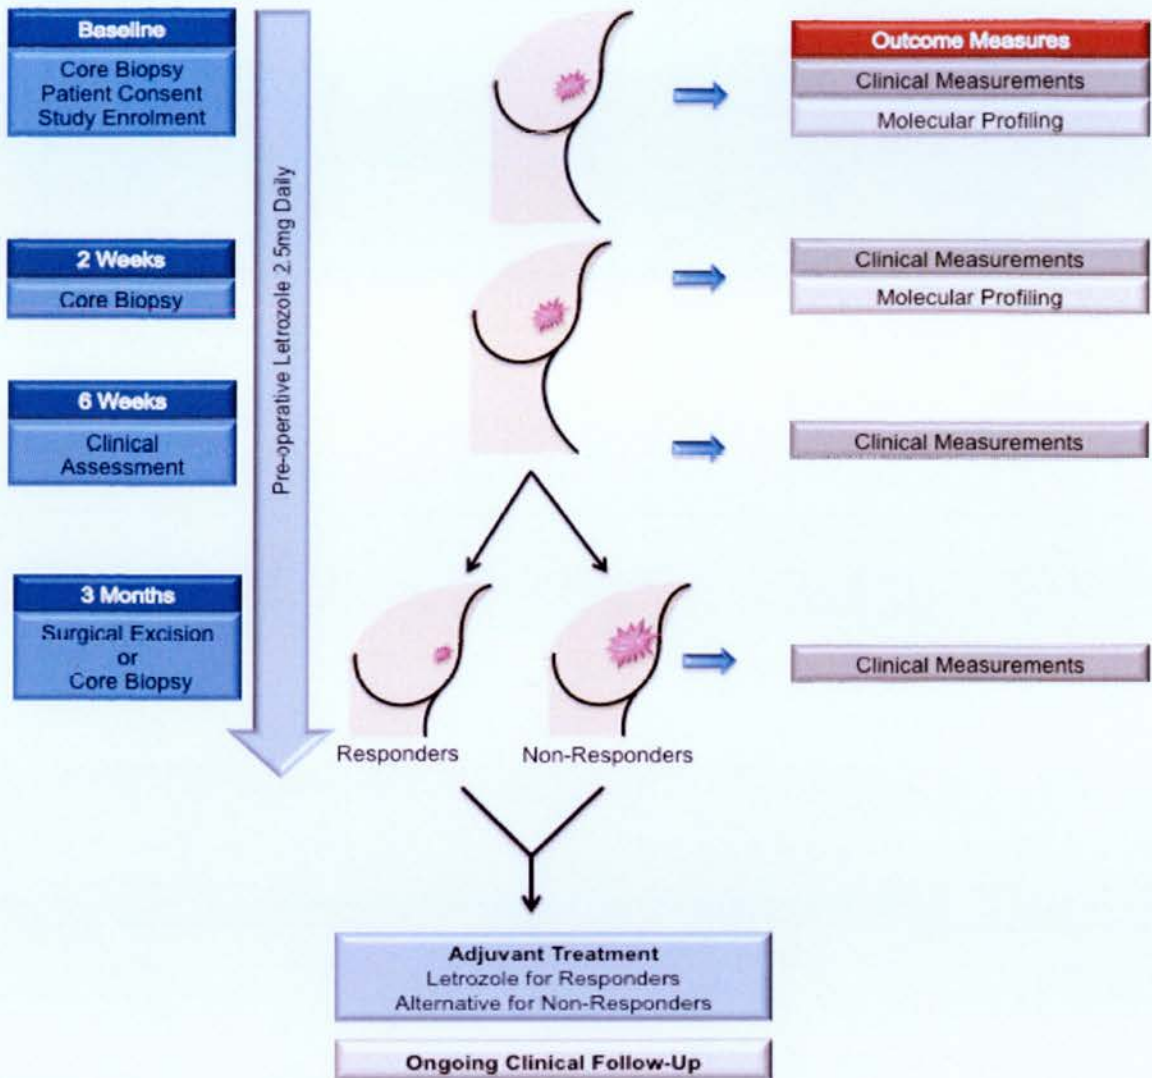 Baseline
Core Biopsy
Patient Consent
Study Enrolment
Outcome Measures
Clinical Measurements
Molecular Profiling
Pre-operative Letrozole 2.5mg Daily
2 Weeks
Core Biopsy
Clinical Measurements
Molecular Profiling
6 Weeks
Clinical
Assessment
Clinical Measurements
3 Months
Surgical Excision
or
Core Biopsy
Clinical Measurements
Responders
Non-Responders
Adjuvant Treatment
Letrozole for Responders
Alternative for Non-Responders
Ongoing Clinical Follow-Up